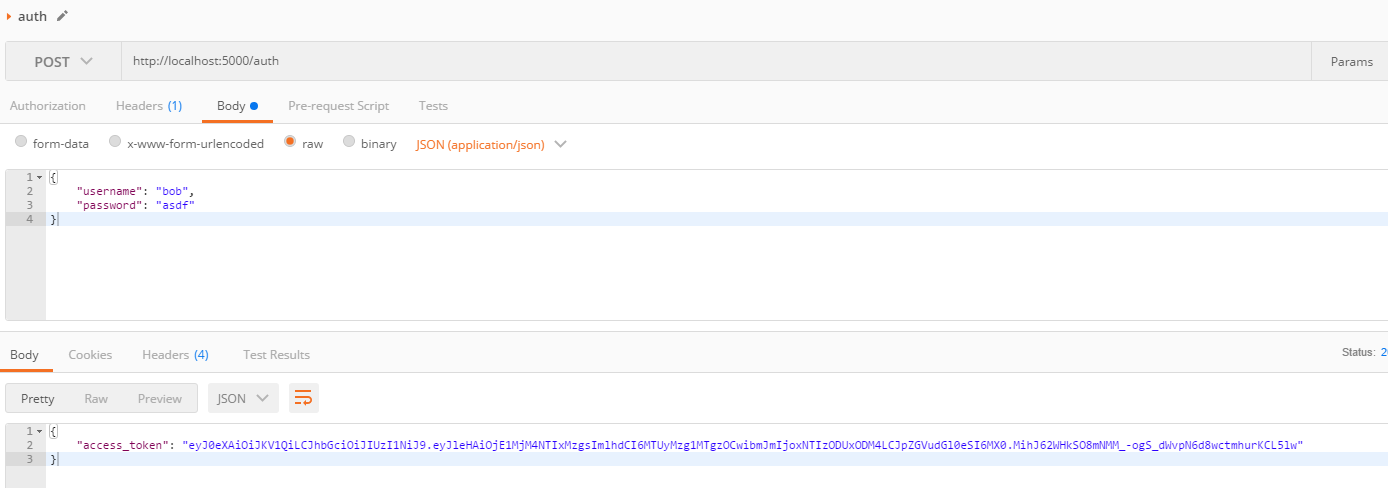 auth
POST http://localhost:5000/auth Params
Authorization Headers (1) Body Pre-request Script Tests
form-data x-www-form-urlencoded raw binary JSON (application/json)
1 {
2 "username": "bob",
3 "password": "asdf"
4 }
Body Cookies Headers (4) Test Results Status: 20
Pretty Raw Preview JSON
1 {
2 "access_token": "eyJ0eXAiOiJKV1QiLCJhbGciOiJIUzI1NiJ9.eyJleHAiOjE1MjM4NTIxMzgsImlhdCI6MTUyMzg1MTgzOCwibmJmIjoxNTIzODUxODM4LCJpZGVudGl0eSI6MX0.MihJ62WHkSO8mNMM_-ogS_dWvpN6d8wctmhurKCL5lw"
3 }